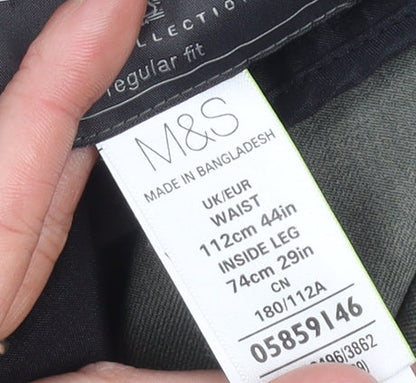 COLLECTION
regular fit
M&S
MADE IN BANGLADESH
UK/EUR
WAIST
112cm 44in
INSIDE LEG
74cm 29in
CN
180/112A
05859146
/3862